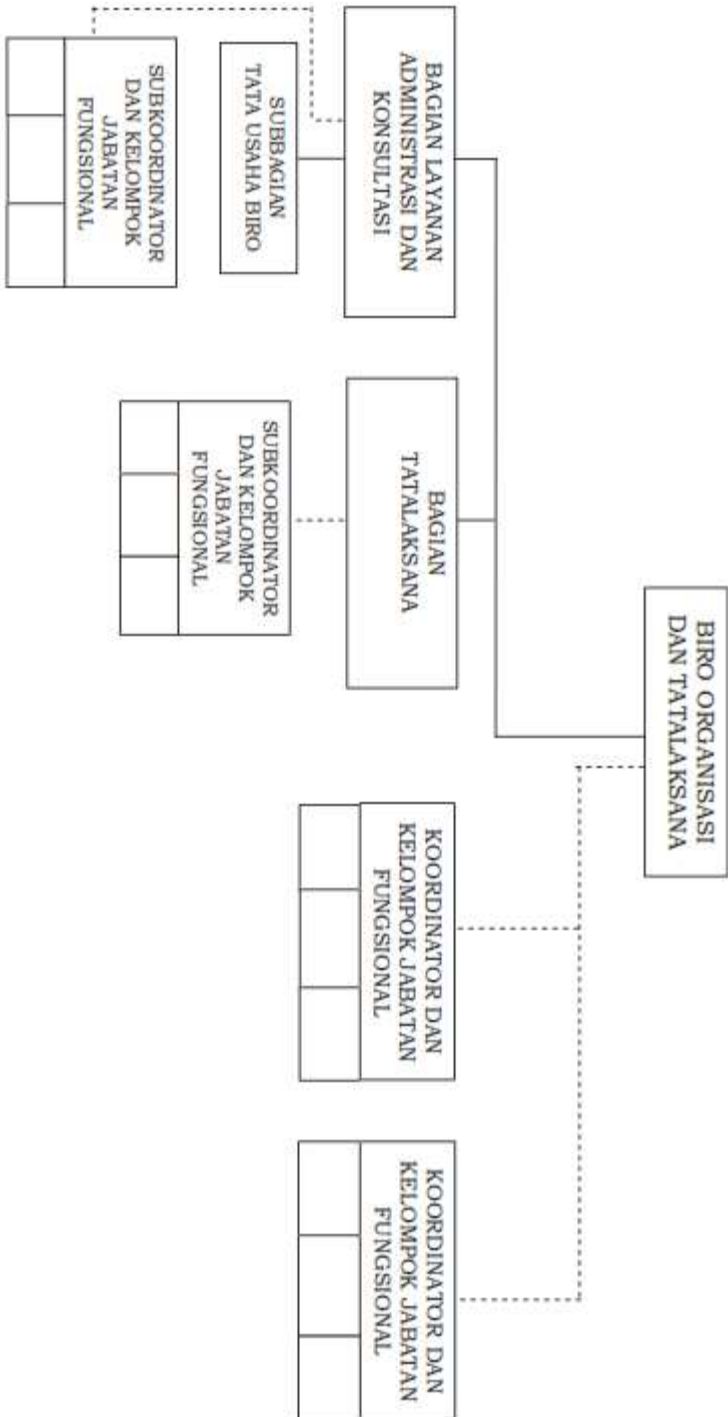 BIRO ORGANISASI
DAN TATALAKSANA
BAGIAN LAYANAN
ADMINISTRASI DAN
KONSULTASI
BAGIAN
TATALAKSANA
KOORDINATOR DAN
KELOMPOK JABATAN
FUNGSIONAL
KOORDINATOR DAN
KELOMPOK JABATAN
FUNGSIONAL
SUBBAGIAN
TATA USAHA BIRO
SUBKOORDINATOR
DAN KELOMPOK
JABATAN
FUNGSIONAL
SUBKOORDINATOR
DAN KELOMPOK
JABATAN
FUNGSIONAL